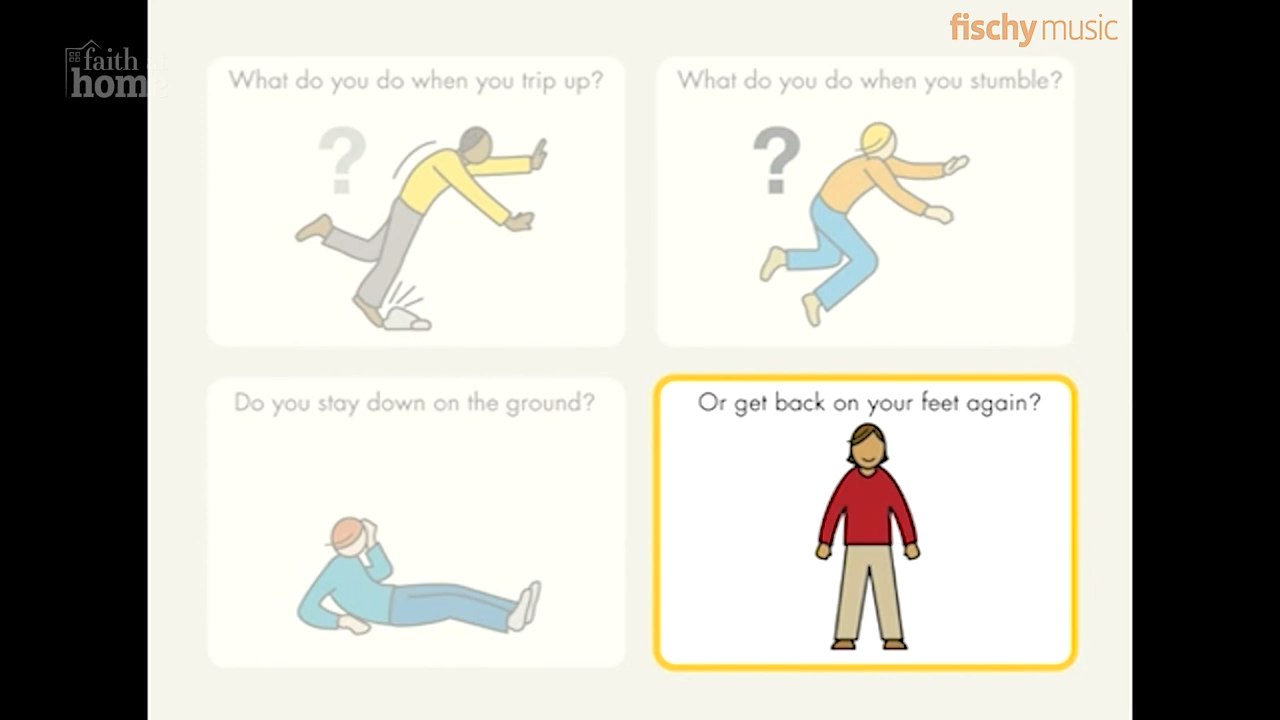 fischy music
faith
home
What do you do when you trip up?
What do you do when you stumble?
?
?
Do you stay down on the ground?
Or get back on your feet again?